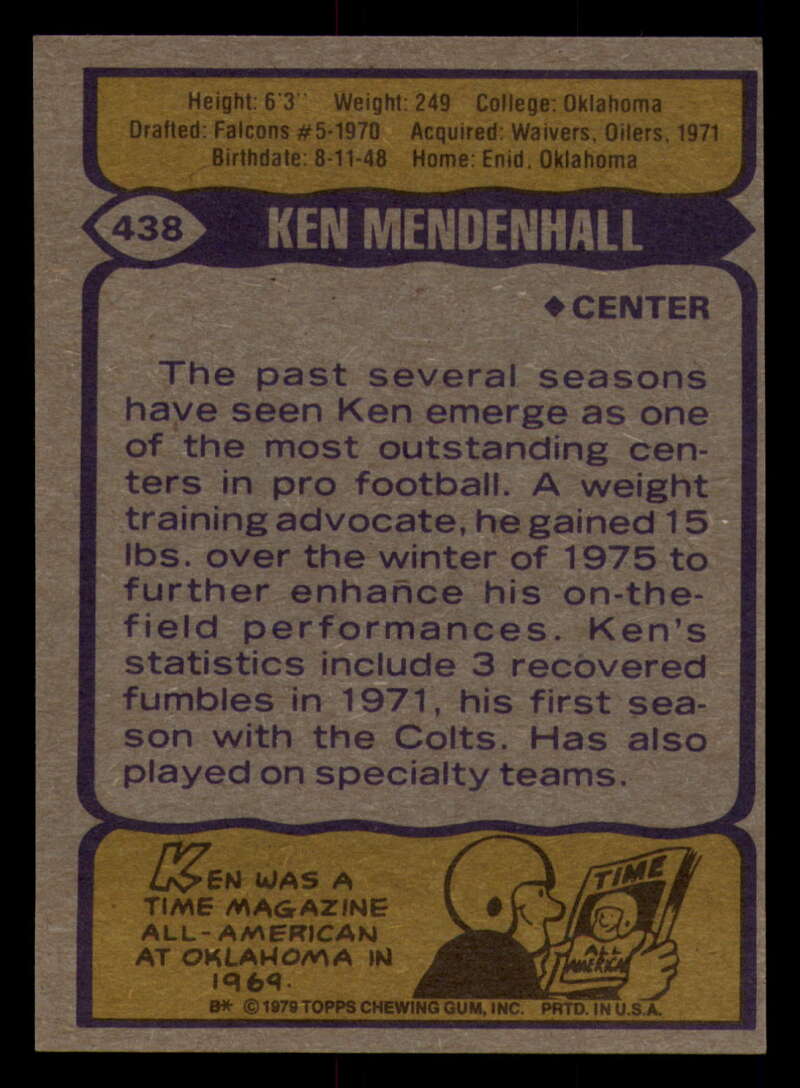 Height: 6'3" Weight: 249 College: Oklahoma
Drafted: Falcons #5-1970 Acquired: Waivers, Oilers, 1971
Birthdate: 8-11-48 Home: Enid, Oklahoma
438 KEN MENDENHALL
◆ CENTER
The past several seasons
have seen Ken emerge as one
of the most outstanding cen-
ters in pro football. A weight
training advocate, he gained 15
lbs. over the winter of 1975 to
further enhance his on-the-
field performances. Ken's
statistics include 3 recovered
fumbles in 1971, his first sea-
son with the Colts. Has also
played on specialty teams.
KEN WAS A
TIME MAGAZINE
ALL-AMERICAN
AT OKLAHOMA IN
1969.
TIME
ALL
AMERICAN
B* © 1979 TOPPS CHEWING GUM, INC. PRTD. IN U.S.A.